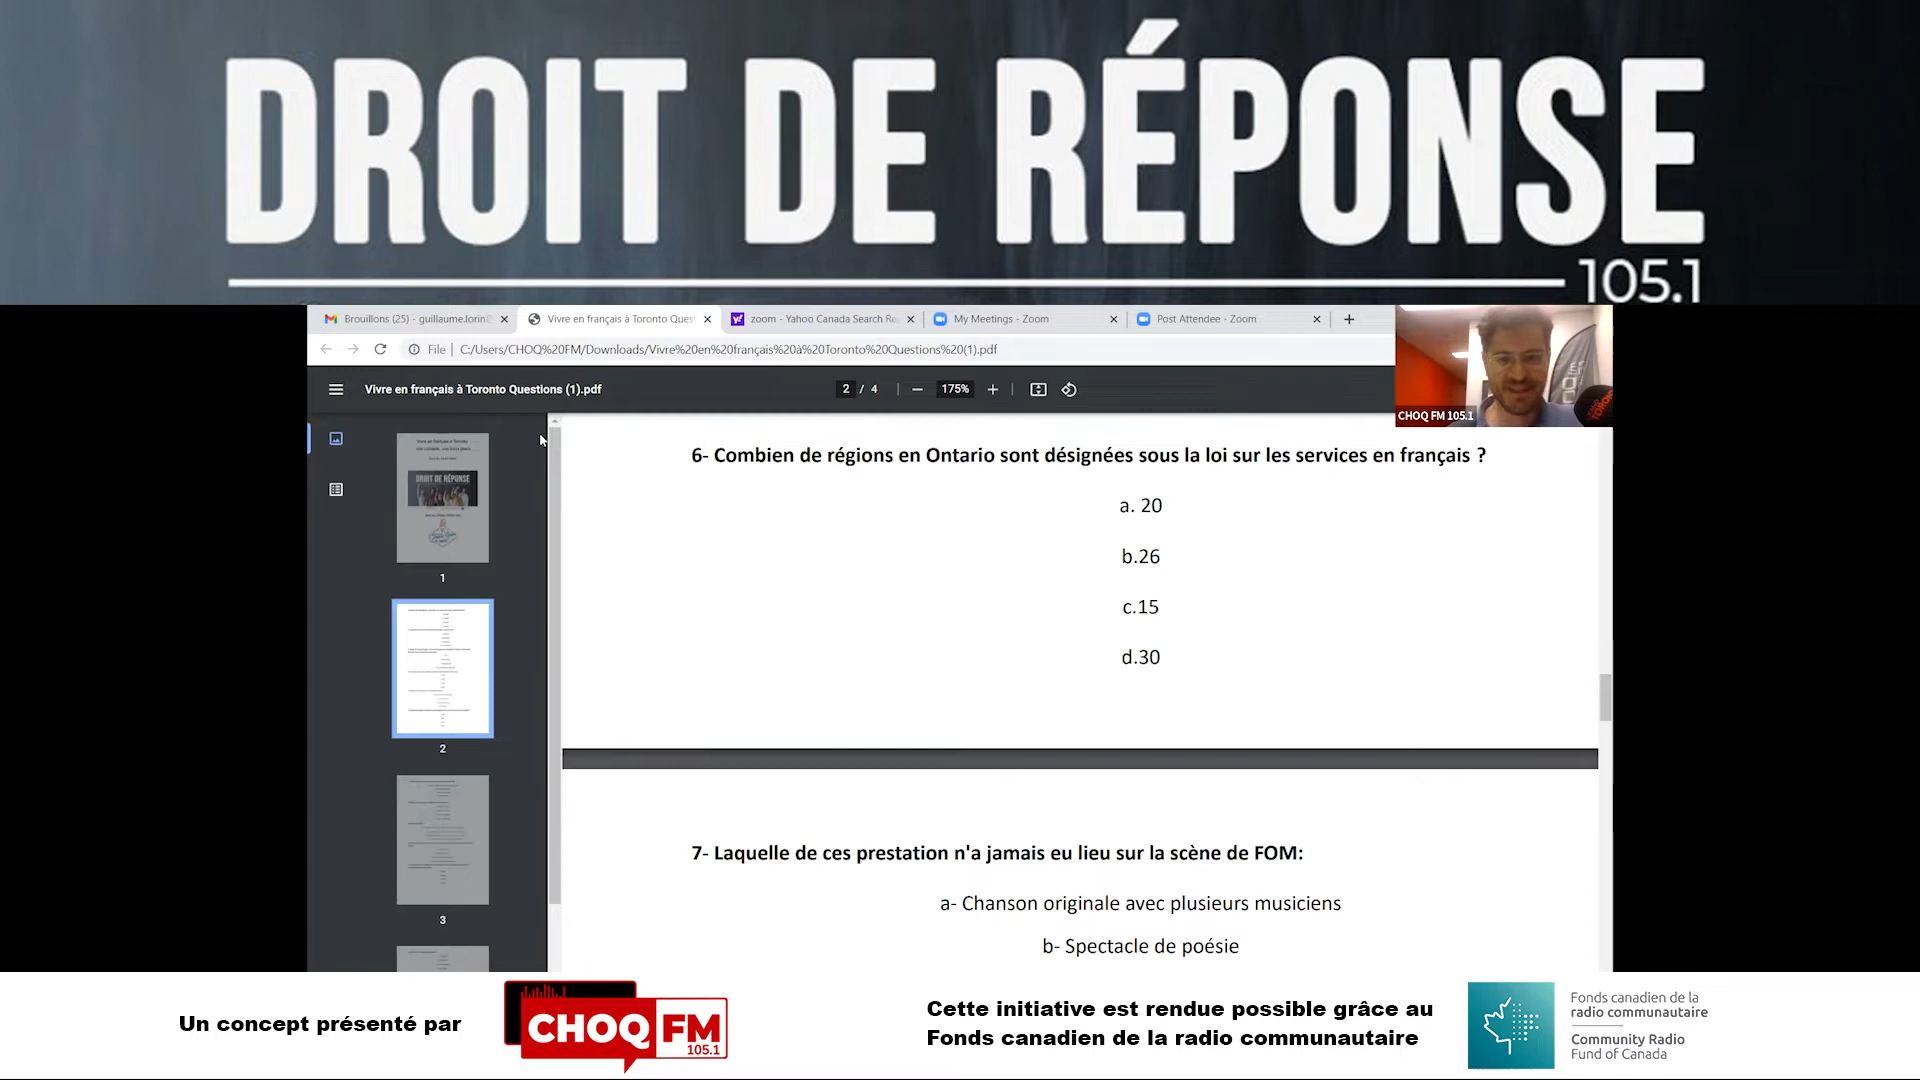 DROIT DE RÉPONSE
105.1
Brouillons (25) - guillaume.lorin
Vivre en français à Toronto Ques
zoom - Yahoo Canada Search Re
My Meetings - Zoom
Post Attendee - Zoom
File
C:/Users/CHOQ%20FM/Downloads/Vivre%20en%20français%20à%20Toronto%20Questions%20(1).pdf
Vivre en français à Toronto Questions (1).pdf
2 / 4
175%
CHOQ FM 105.1
DROIT DE RÉPONSE
1
2
3
6- Combien de régions en Ontario sont désignées sous la loi sur les services en français ?
a. 20
b.26
c.15
d.30
7- Laquelle de ces prestation n'a jamais eu lieu sur la scène de FOM:
a- Chanson originale avec plusieurs musiciens
b- Spectacle de poésie
Un concept présenté par
CHOQ FM
105.1
Cette initiative est rendue possible grâce au
Fonds canadien de la radio communautaire
Fonds canadien de la
radio communautaire
Community Radio
Fund of Canada